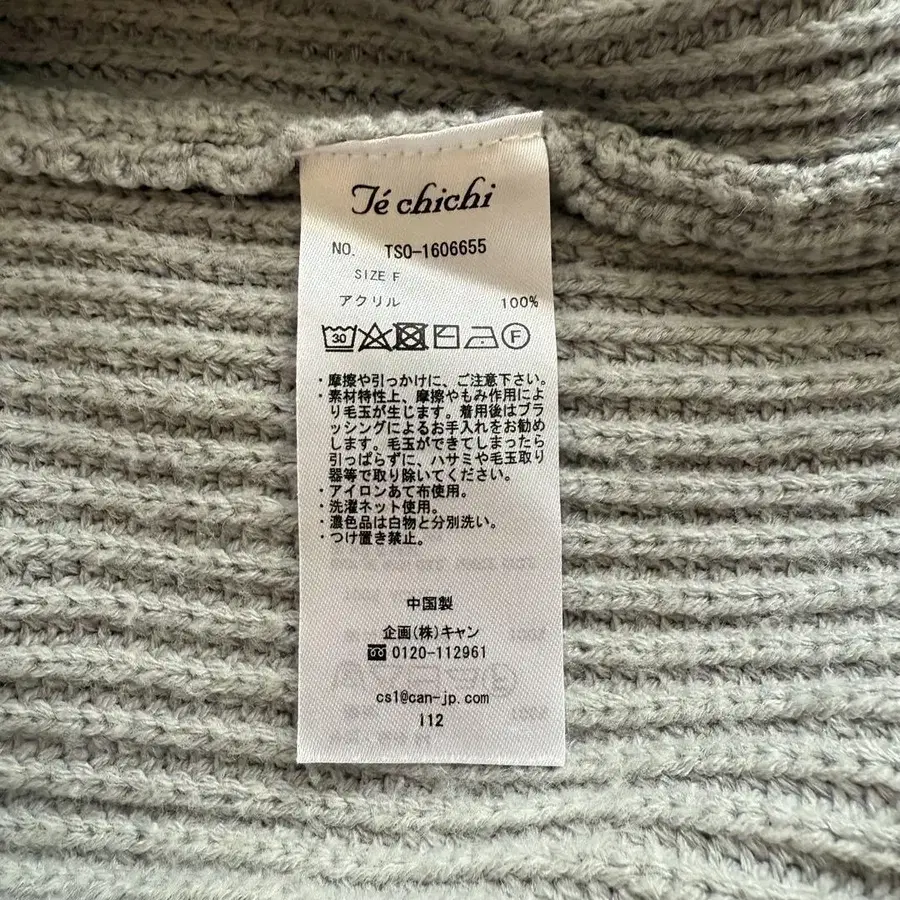 Té chichi
NO. TSO-1606655
SIZE F
アクリル 100%
30 F
・摩擦や引っかけに、ご注意下さい。
・素材特性上、摩擦やもみ作用によ
り毛玉が生じます。着用後はブラ
ッシングによるお手入れをお勧め
します。毛玉ができてしまったら
引っぱらずに、ハサミや毛玉取り
器等で取り除いてください。
・アイロンあて布使用。
・洗濯ネット使用。
・濃色品は白物と分別洗い。
・つけ置き禁止。
中国製
企画(株)キャン
0120-112961
cs1@can-jp.com
I12